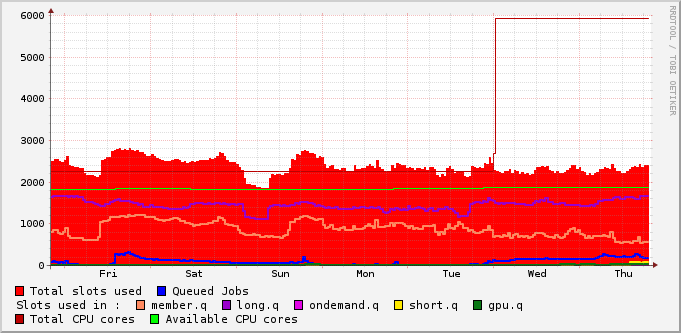 RRDTOOL / TOBI OETIKER
6000
5000
4000
3000
2000
1000
0
Fri Sat Sun Mon Tue Wed Thu
Total slots used Queued Jobs
Slots used in : member.q long.q ondemand.q short.q gpu.q
Total CPU cores Available CPU cores